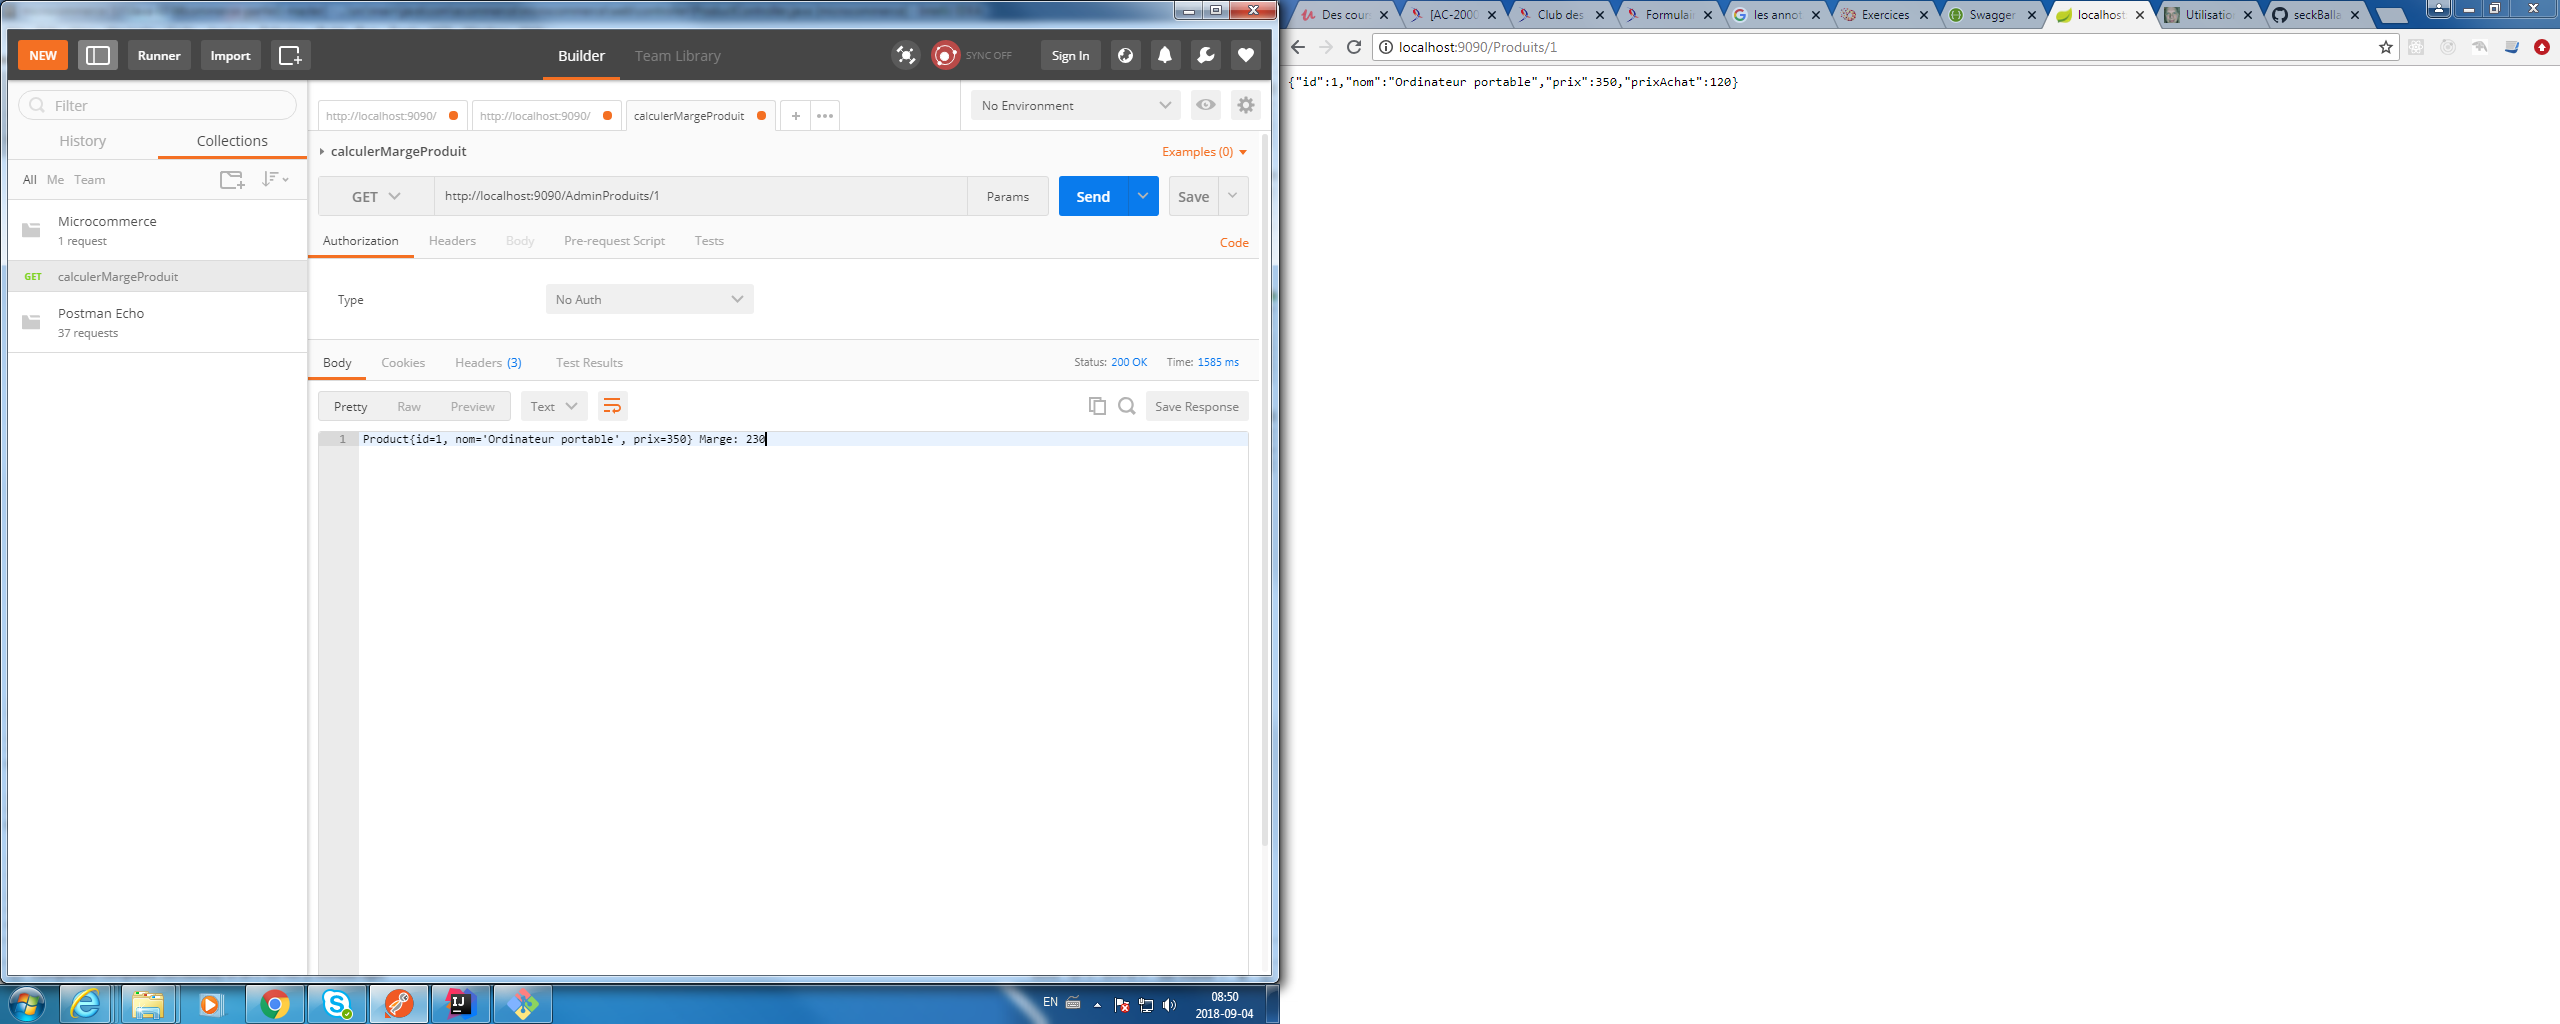 NEW
Runner
Import
Builder
Team Library
SYNC OFF
Sign In
Filter
History
Collections
All Me Team
Microcommerce
1 request
GET calculerMargeProduit
Postman Echo
37 requests
http://localhost:9090/
http://localhost:9090/
calculerMargeProduit
+
No Environment
calculerMargeProduit
Examples (0)
GET
http://localhost:9090/AdminProduits/1
Params
Send
Save
Authorization
Headers
Body
Pre-request Script
Tests
Code
Type
No Auth
Body
Cookies
Headers (3)
Test Results
Status: 200 OK
Time: 1585 ms
Pretty
Raw
Preview
Text
Save Response
1 Product{id=1, nom='Ordinateur portable', prix=350} Marge: 230
EN
08:50
2018-09-04
Des cour
[AC-2000
Club des
Formulai
les annot
Exercices
Swagger
localhost
Utilisatio
seckBalla
localhost:9090/Produits/1
{"id":1,"nom":"Ordinateur portable","prix":350,"prixAchat":120}